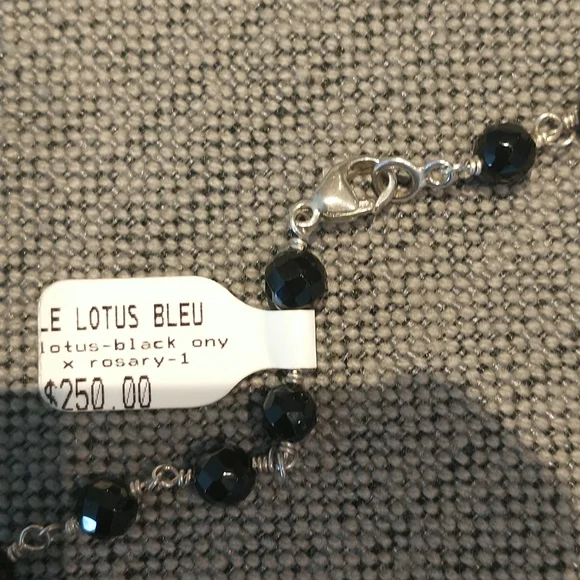 LE LOTUS BLEU
lotus-black ony
x rosary-1
$250.00